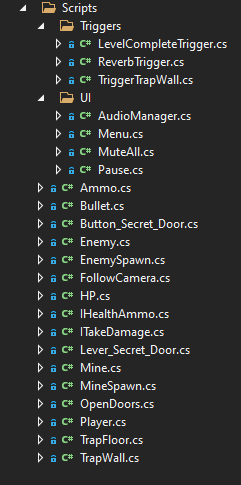 Scripts
Triggers
C# LevelCompleteTrigger.cs
C# ReverbTrigger.cs
C# TriggerTrapWall.cs
UI
C# AudioManager.cs
C# Menu.cs
C# MuteAll.cs
C# Pause.cs
C# Ammo.cs
C# Bullet.cs
C# Button_Secret_Door.cs
C# Enemy.cs
C# EnemySpawn.cs
C# FollowCamera.cs
C# HP.cs
C# IHealthAmmo.cs
C# ITakeDamage.cs
C# Lever_Secret_Door.cs
C# Mine.cs
C# MineSpawn.cs
C# OpenDoors.cs
C# Player.cs
C# TrapFloor.cs
C# TrapWall.cs